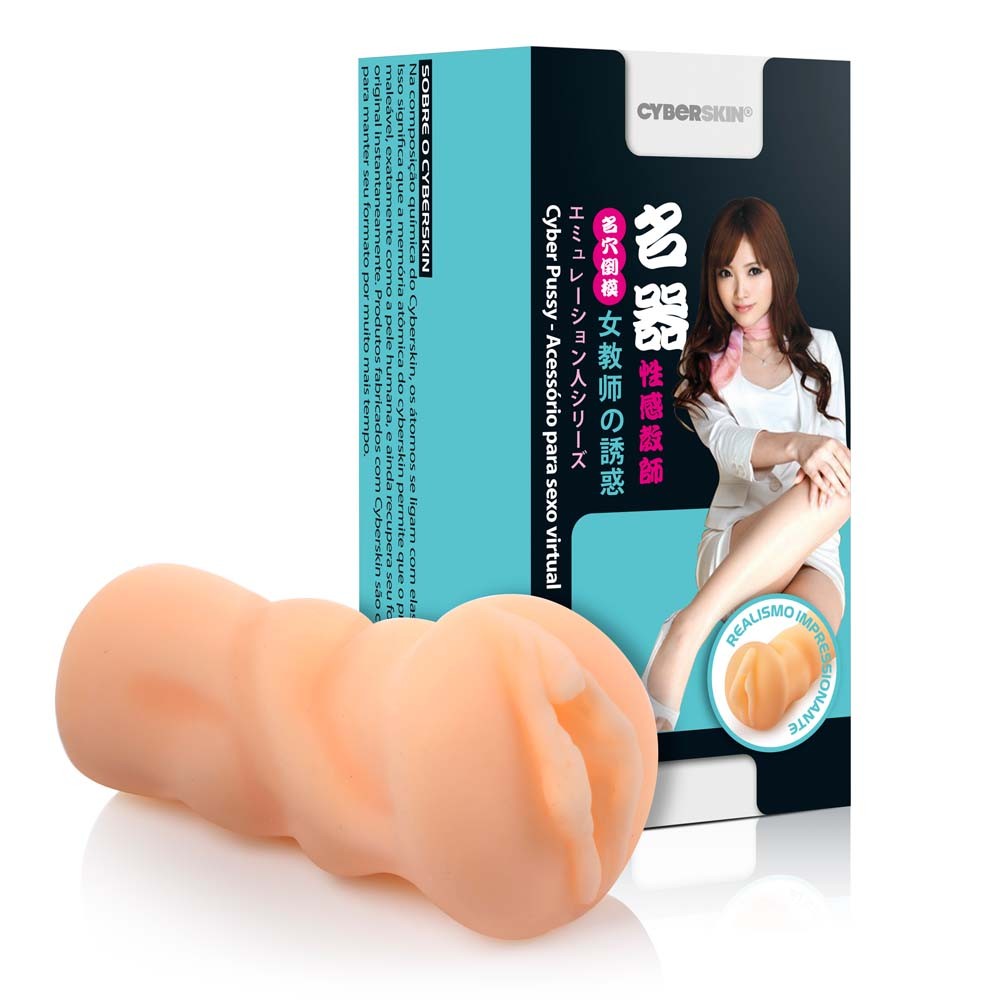 SOBRE O CYBERSKIN
Na composição química do Cyberskin, os átomos se ligam com elas
Isso significa que a memória atômica do cyberskin permite que o p
maleável, exatamente como a pele humana, e ainda recupera seu fo
original instantaneamente. Produtos fabricados com Cyberskin são c
para manter seu formato por muito mais tempo.
CYBERSKIN®
名器
性感教師
名穴倒模
女教师の誘惑
エミュレーション人シリーズ
Cyber Pussy - Acessório para sexo virtual
REALISMO IMPRESSIONANTE